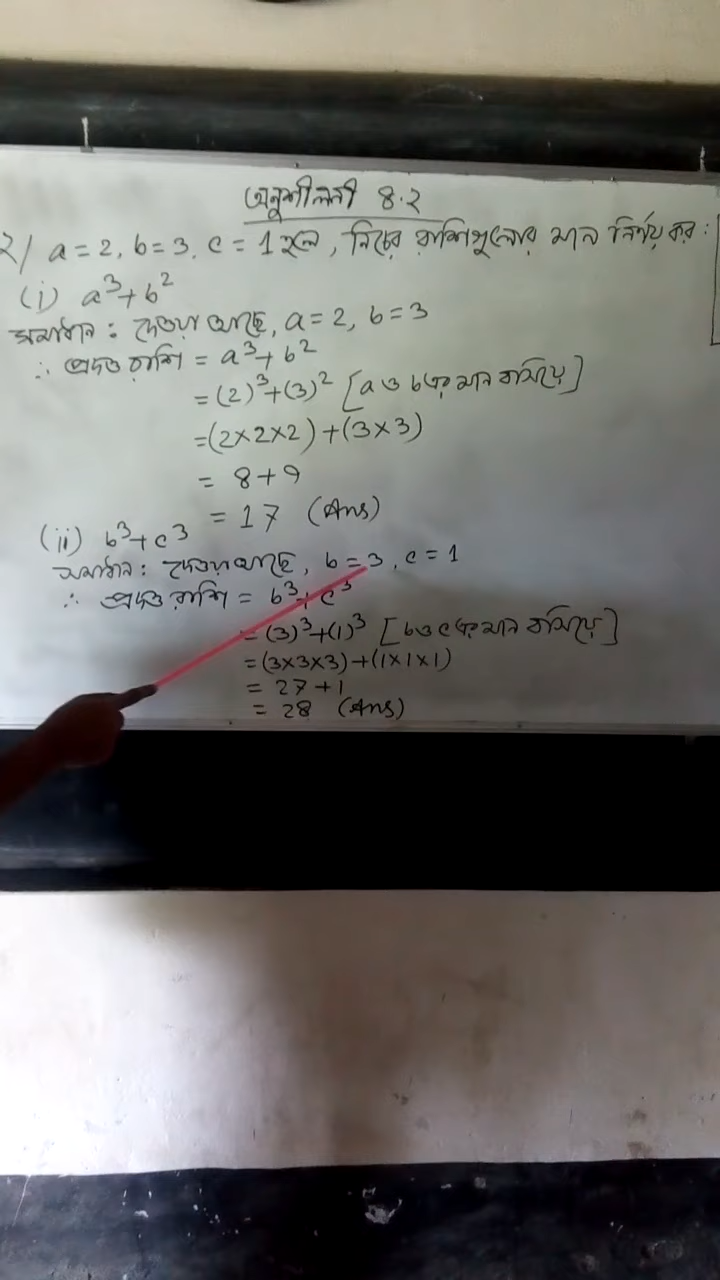 অনুশীলনী ৪.২
২/ a = 2, b = 3, c = 1 হলে, নিচের রাশিগুলোর মান নির্ণয় কর:
(i) a³+b²
সমাধান: দেওয়া আছে, a = 2, b = 3
∴ প্রদত্ত রাশি = a³+b²
= (2)³+(3)² [a ও b এর মান বসিয়ে]
=(2×2×2)+(3×3)
= 8+9
= 17 (Ans)
(ii) b³+c³
সমাধান: দেওয়া আছে, b = 3, c = 1
∴ প্রদত্ত রাশি = b³+c³
= (3)³+(1)³ [b ও c এর মান বসিয়ে]
= (3×3×3)+(1×1×1)
= 27+1
= 28 (Ans)